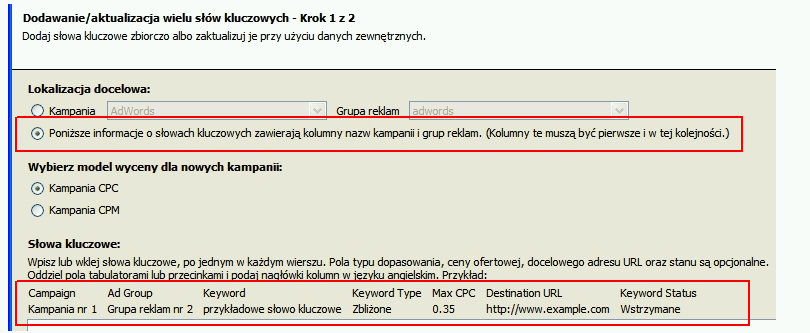 Dodawanie/aktualizacja wielu słów kluczowych - Krok 1 z 2
Dodaj słowa kluczowe zbiorczo albo zaktualizuj je przy użyciu danych zewnętrznych.
Lokalizacja docelowa:
Kampania AdWords Grupa reklam adwords
Poniższe informacje o słowach kluczowych zawierają kolumny nazw kampanii i grup reklam. (Kolumny te muszą być pierwsze i w tej kolejności.)
Wybierz model wyceny dla nowych kampanii:
Kampania CPC
Kampania CPM
Słowa kluczowe:
Wpisz lub wklej słowa kluczowe, po jednym w każdym wierszu. Pola typu dopasowania, ceny ofertowej, docelowego adresu URL oraz stanu są opcjonalne.
Oddziel pola tabulatorami lub przecinkami i podaj nagłówki kolumn w języku angielskim. Przykład:
Campaign Ad Group Keyword Keyword Type Max CPC Destination URL Keyword Status
Kampania nr 1 Grupa reklam nr 2 przykładowe słowo kluczowe Zbliżone 0.35 http://www.example.com Wstrzymane